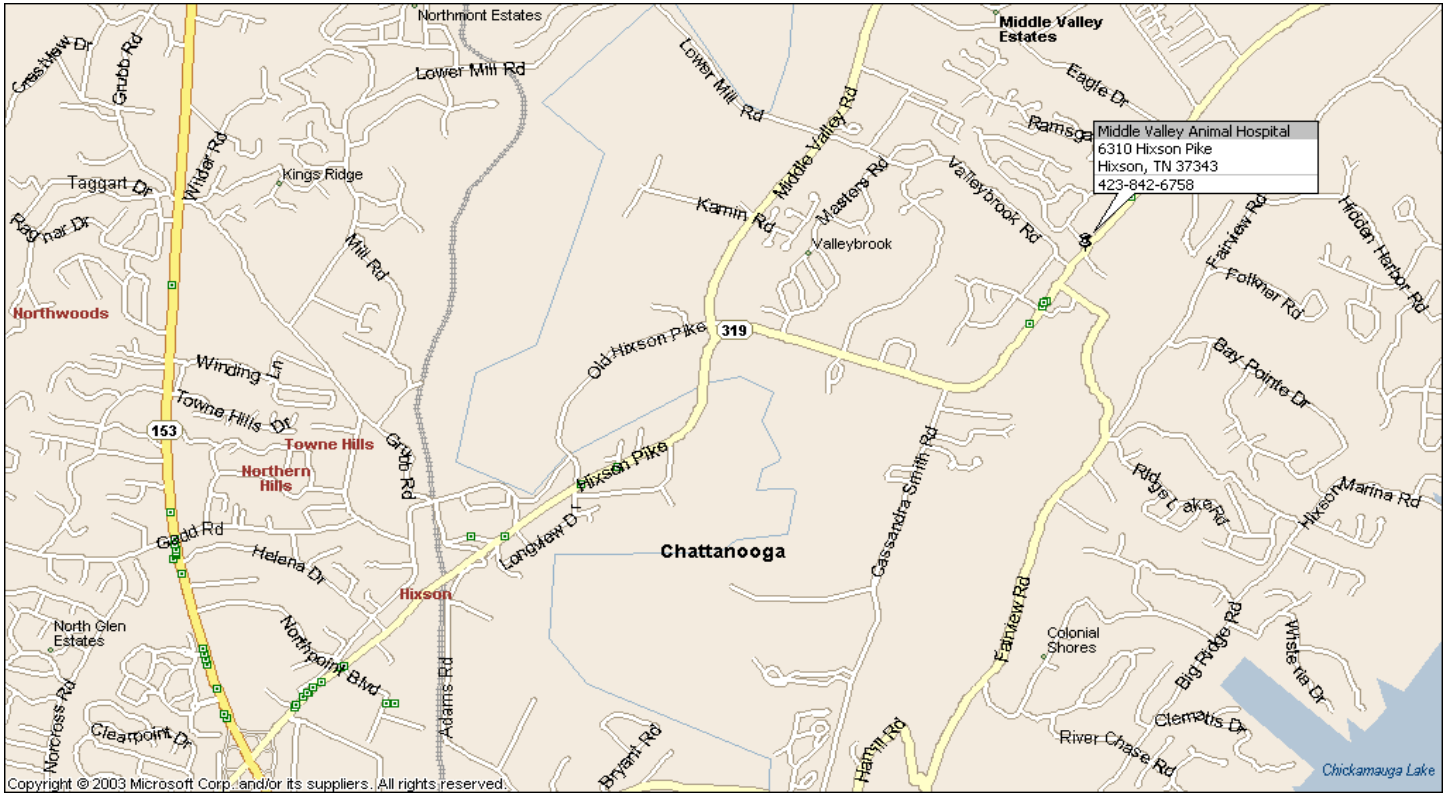 Northmont Estates
Middle Valley
Estates
Crestview Dr
Grubb Rd
Lower Mill Rd
Lower Mill Rd
Eagle Dr
Middle Valley Rd
Wilder Rd
Middle Valley Animal Hospital
6310 Hixson Pike
Hixson, TN 37343
423-842-6758
Taggart Dr
Kings Ridge
Masters Rd
Valleybrook Rd
Ragnar Dr
Kamin Rd
Fairview Rd
Hidden Harbor Rd
Mill Rd
Valleybrook
Folkner Rd
Northwoods
Old Hixson Pike
319
Winding Ln
Bay Pointe Dr
Towne Hills Dr
153
Towne Hills
Grubb Rd
Northern
Hills
Hixson Pike
Cassandra Smith Rd
Ridge Lake Rd
Hixson Marina Rd
Gadd Rd
Longview D
Helena Dr
Chattanooga
Hixson
Fairview Rd
North Glen
Estates
Northpoint Blvd
Colonial
Shores
Big Ridge Rd
Wisteria Dr
Adams Rd
Norcross Rd
Clearpoint Dr
Clematis Dr
Bryant Rd
Hamill Rd
River Chase Rd
Chickamauga Lake
Copyright © 2003 Microsoft Corp. and/or its suppliers. All rights reserved.